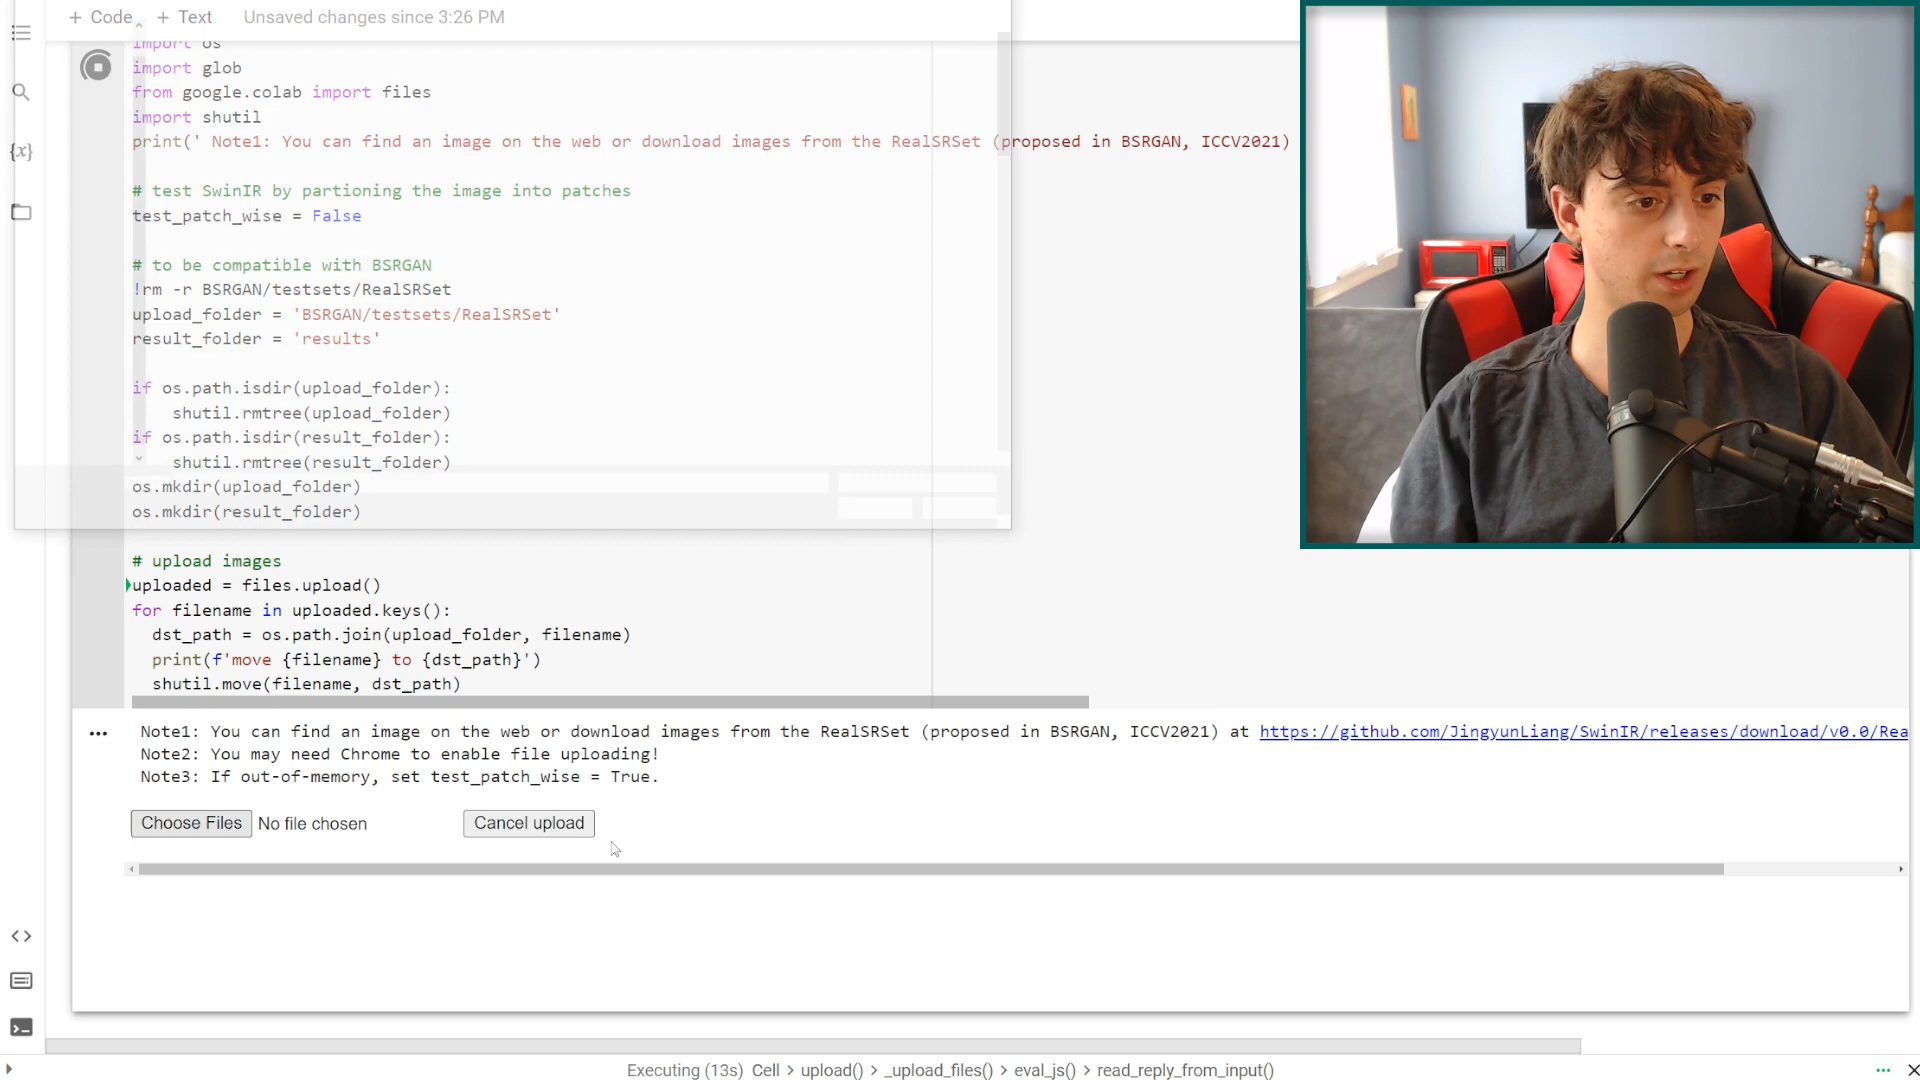 + Code + Text Unsaved changes since 3:26 PM
import os
import glob
from google.colab import files
import shutil
print(' Note1: You can find an image on the web or download images from the RealSRSet (proposed in BSRGAN, ICCV2021)
# test SwinIR by partioning the image into patches
test_patch_wise = False
# to be compatible with BSRGAN
!rm -r BSRGAN/testsets/RealSRSet
upload_folder = 'BSRGAN/testsets/RealSRSet'
result_folder = 'results'
if os.path.isdir(upload_folder):
shutil.rmtree(upload_folder)
if os.path.isdir(result_folder):
shutil.rmtree(result_folder)
os.mkdir(upload_folder)
os.mkdir(result_folder)
# upload images
uploaded = files.upload()
for filename in uploaded.keys():
dst_path = os.path.join(upload_folder, filename)
print(f'move {filename} to {dst_path}')
shutil.move(filename, dst_path)
Note1: You can find an image on the web or download images from the RealSRSet (proposed in BSRGAN, ICCV2021) at https://github.com/JingyunLiang/SwinIR/releases/download/v0.0/Rea
Note2: You may need Chrome to enable file uploading!
Note3: If out-of-memory, set test_patch_wise = True.
Choose Files No file chosen Cancel upload
Executing (13s) Cell > upload() > _upload_files() > eval_js() > read_reply_from_input()